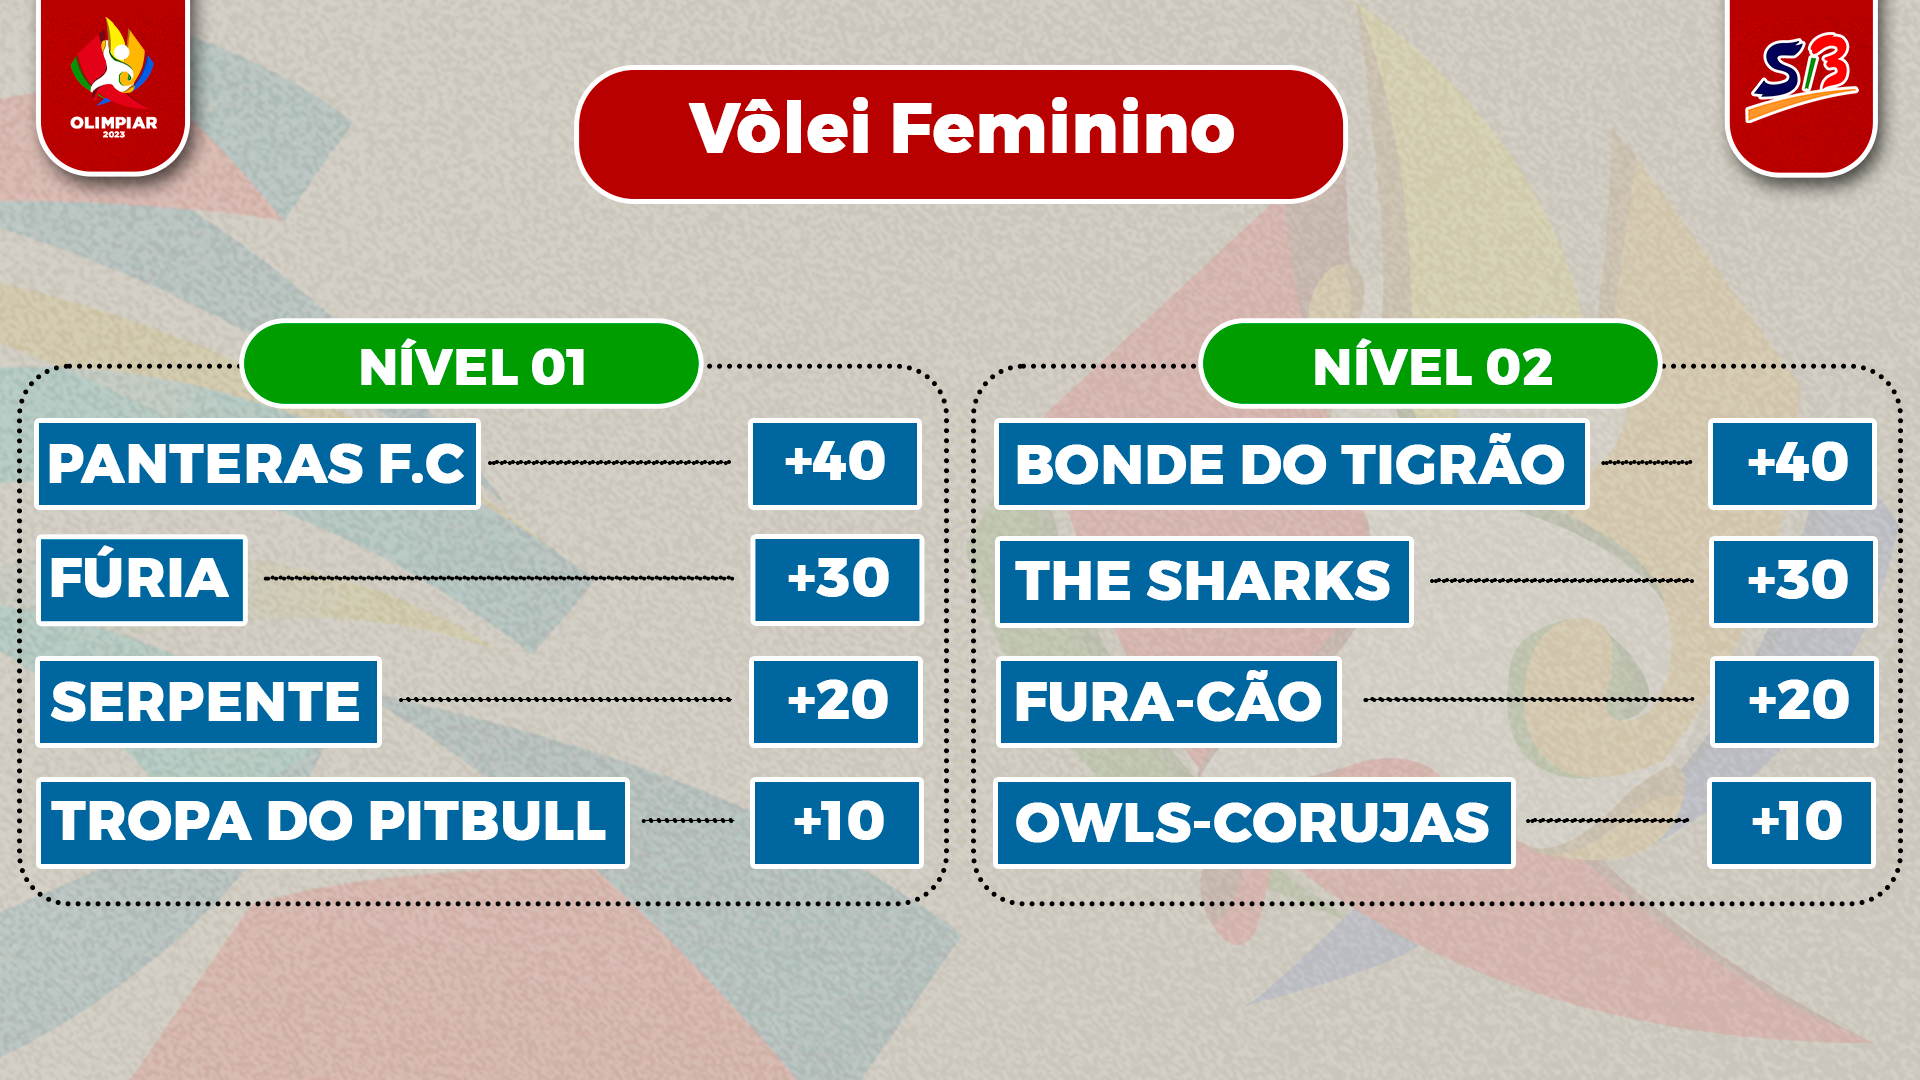 OLIMPIAR
2023
SiB
Vôlei Feminino
NÍVEL 01
PANTERAS F.C +40
FÚRIA +30
SERPENTE +20
TROPA DO PITBULL +10
NÍVEL 02
BONDE DO TIGRÃO +40
THE SHARKS +30
FURA-CÃO +20
OWLS-CORUJAS +10